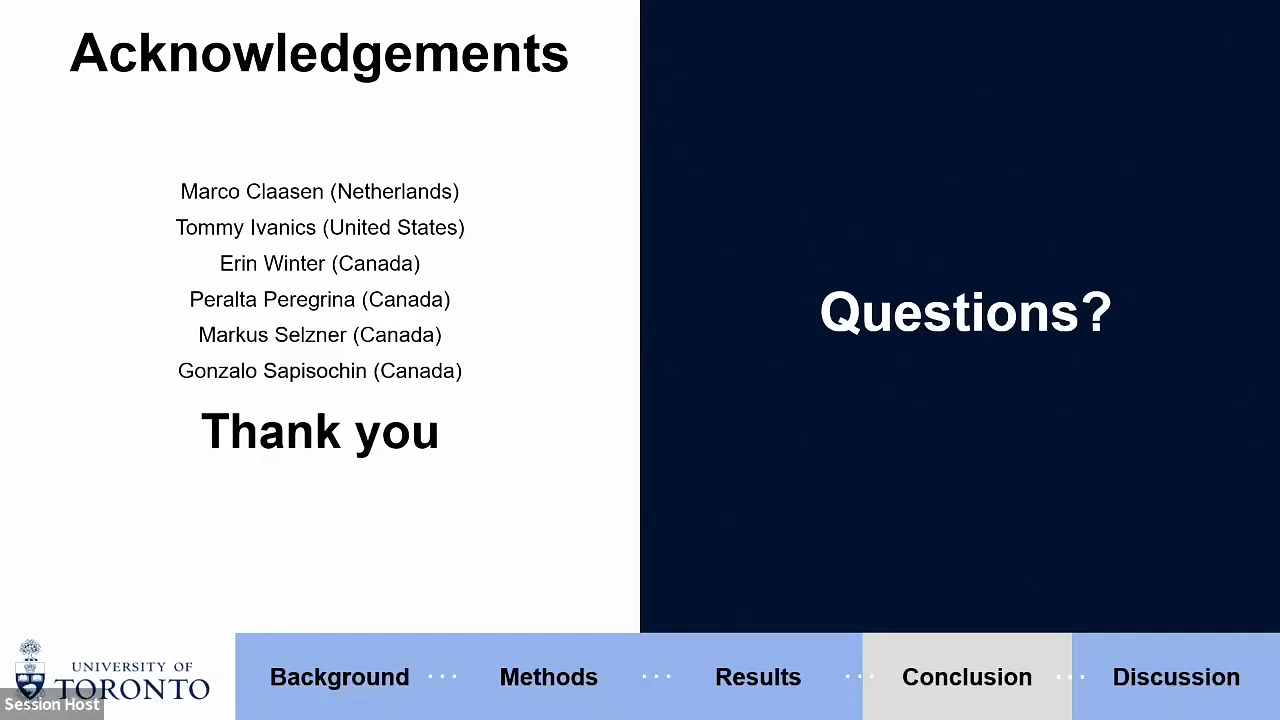 Acknowledgements
Marco Claasen (Netherlands)
Tommy Ivanics (United States)
Erin Winter (Canada)
Peralta Peregrina (Canada)
Markus Selzner (Canada)
Gonzalo Sapisochin (Canada)
Thank you
Questions?
UNIVERSITY OF
TORONTO
Session Host
Background ... Methods ... Results ... Conclusion ... Discussion